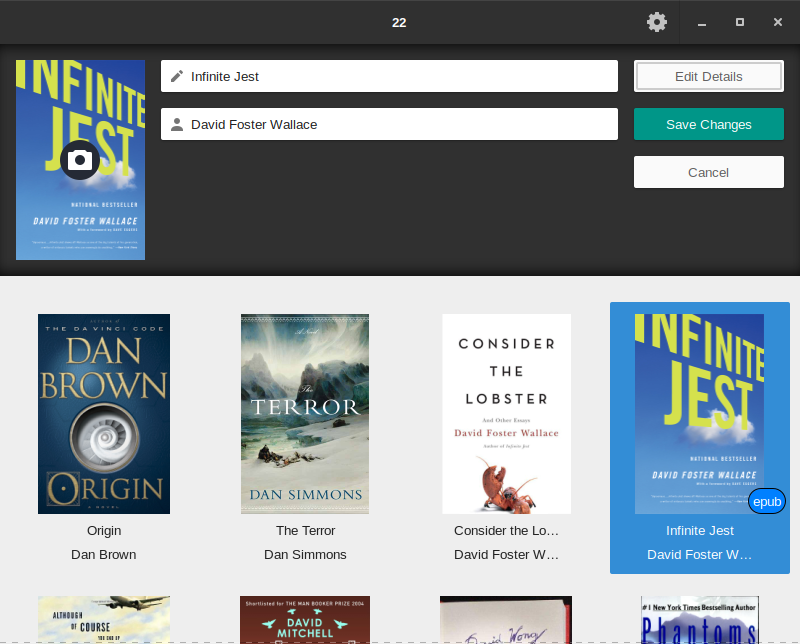 22
INFINITE
JEST
NATIONAL BESTSELLER
DAVID FOSTER WALLACE
With a foreword by DAVE EGGERS
Infinite Jest
David Foster Wallace
Edit Details
Save Changes
Cancel
AUTHOR OF
THE DA VINCI CODE
DAN
BROWN
ORIGIN
A NOVEL
Origin
Dan Brown
A Novel
The
TERROR
DAN SIMMONS
The Terror
Dan Simmons
CONSIDER
THE
LOBSTER
And Other Essays
David Foster Wallace
Author of Infinite Jest
Consider the Lo…
David Foster W…
INFINITE
JEST
NATIONAL BESTSELLER
DAVID FOSTER WALLACE
With a foreword by DAVE EGGERS
epub
Infinite Jest
David Foster W…
ALTHOUGH
OF COURSE
YOU END UP
Shortlisted for THE MAN BOOKER PRIZE 2004
DAVID
MITCHELL
David Wong
#1 New York Times Bestselling Author
Phantoms